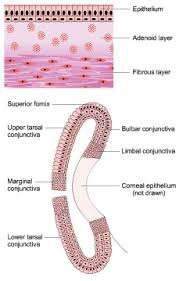 Epithelium
Adenoid layer
Fibrous layer
Superior fornix
Upper tarsal
conjunctiva
Bulbar conjunctiva
Limbal conjunctiva
Marginal
conjunctiva
Corneal epithelium
(not drawn)
Lower tarsal
conjunctiva